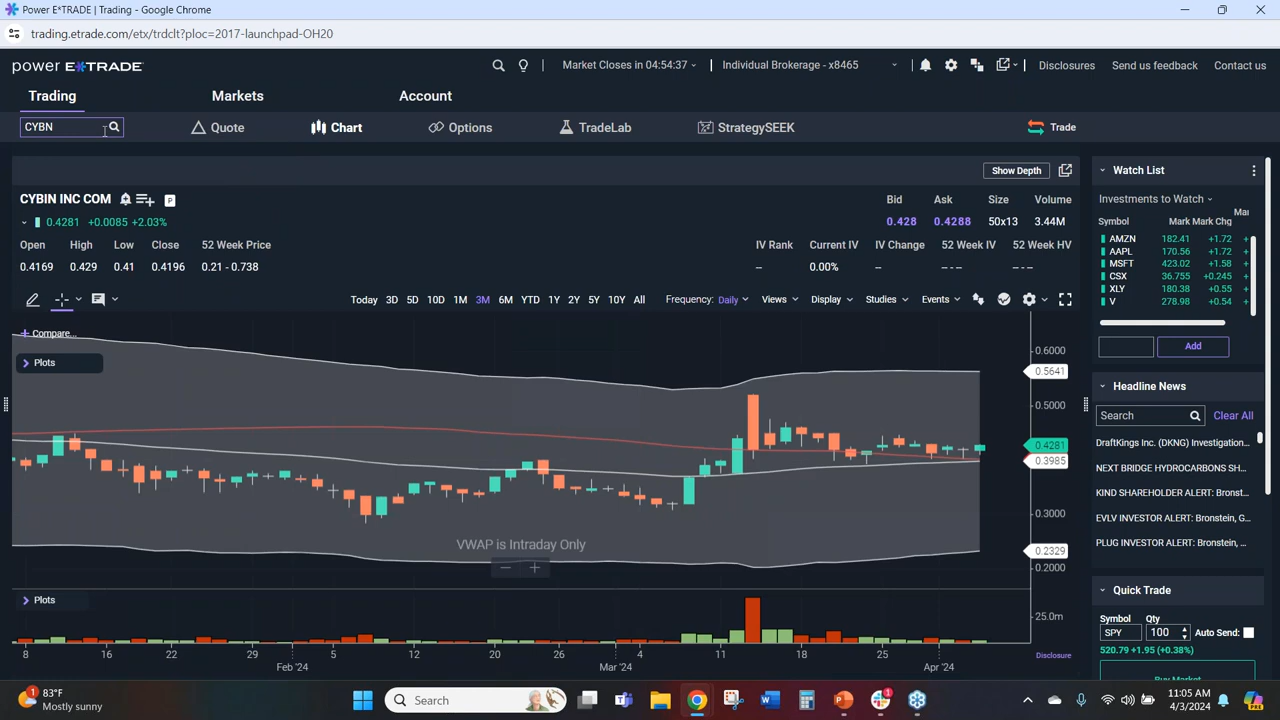 Power E*TRADE | Trading - Google Chrome
trading.etrade.com/etx/trdclt?ploc=2017-launchpad-OH20
power E*TRADE
Market Closes in 04:54:37
Individual Brokerage - x8465
Disclosures
Send us feedback
Contact us
Trading
Markets
Account
CYBN
Quote
Chart
Options
TradeLab
StrategySEEK
Trade
Show Depth
CYBIN INC COM
P
0.4281 +0.0085 +2.03%
Bid Ask Size Volume
0.428 0.4288 50x13 3.44M
Open High Low Close 52 Week Price
0.4169 0.429 0.41 0.4196 0.21 - 0.738
IV Rank Current IV IV Change 52 Week IV 52 Week HV
-- 0.00% -- --- ---
Today 3D 5D 10D 1M 3M 6M YTD 1Y 2Y 5Y 10Y All
Frequency: Daily
Views
Display
Studies
Events
+ Compare...
Plots
0.6000
0.5641
0.5000
0.4281
0.3985
0.3000
0.2329
0.2000
VWAP is Intraday Only
Plots
25.0m
8 16 22 29 5 12 20 26 4 11 18 25
Feb '24 Mar '24 Apr '24
Disclosure
Watch List
Investments to Watch
Symbol Mark Mark Chg
AMZN 182.41 +1.72 +
AAPL 170.56 +1.72 +
MSFT 423.02 +1.58 +
CSX 36.755 +0.245 +
XLY 180.38 +0.55 +
V 278.98 +0.54 +
Add
Headline News
Search
Clear All
DraftKings Inc. (DKNG) Investigation...
NEXT BRIDGE HYDROCARBONS SH...
KIND SHAREHOLDER ALERT: Bronst...
EVLV INVESTOR ALERT: Bronstein, G...
PLUG INVESTOR ALERT: Bronstein, ...
Quick Trade
Symbol Qty
SPY 100 Auto Send:
520.79 +1.95 (+0.38%)
Buy Market
1
83°F
Mostly sunny
Search
1
11:05 AM
4/3/2024